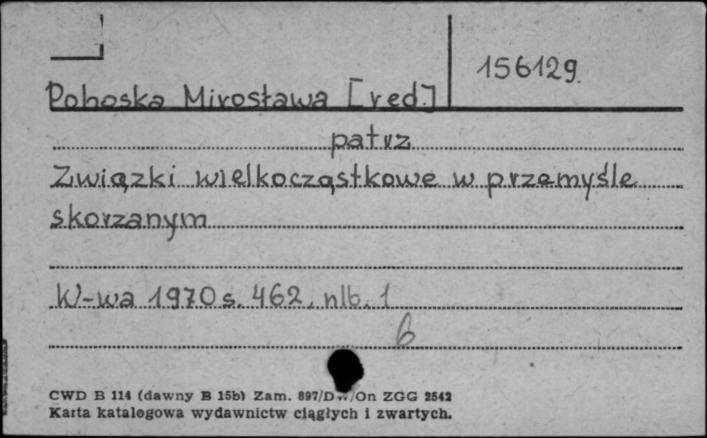 156129
Pohoska Mirosława [red.]
patrz
Związki wielkocząstkowe w przemyśle
skorzanym
W-wa 1970 s. 462, nlb. 1
b
CWD B 114 (dawny B 15b) Zam. 897/DW/On ZGG 2542
Karta katalogowa wydawnictw ciągłych i zwartych.